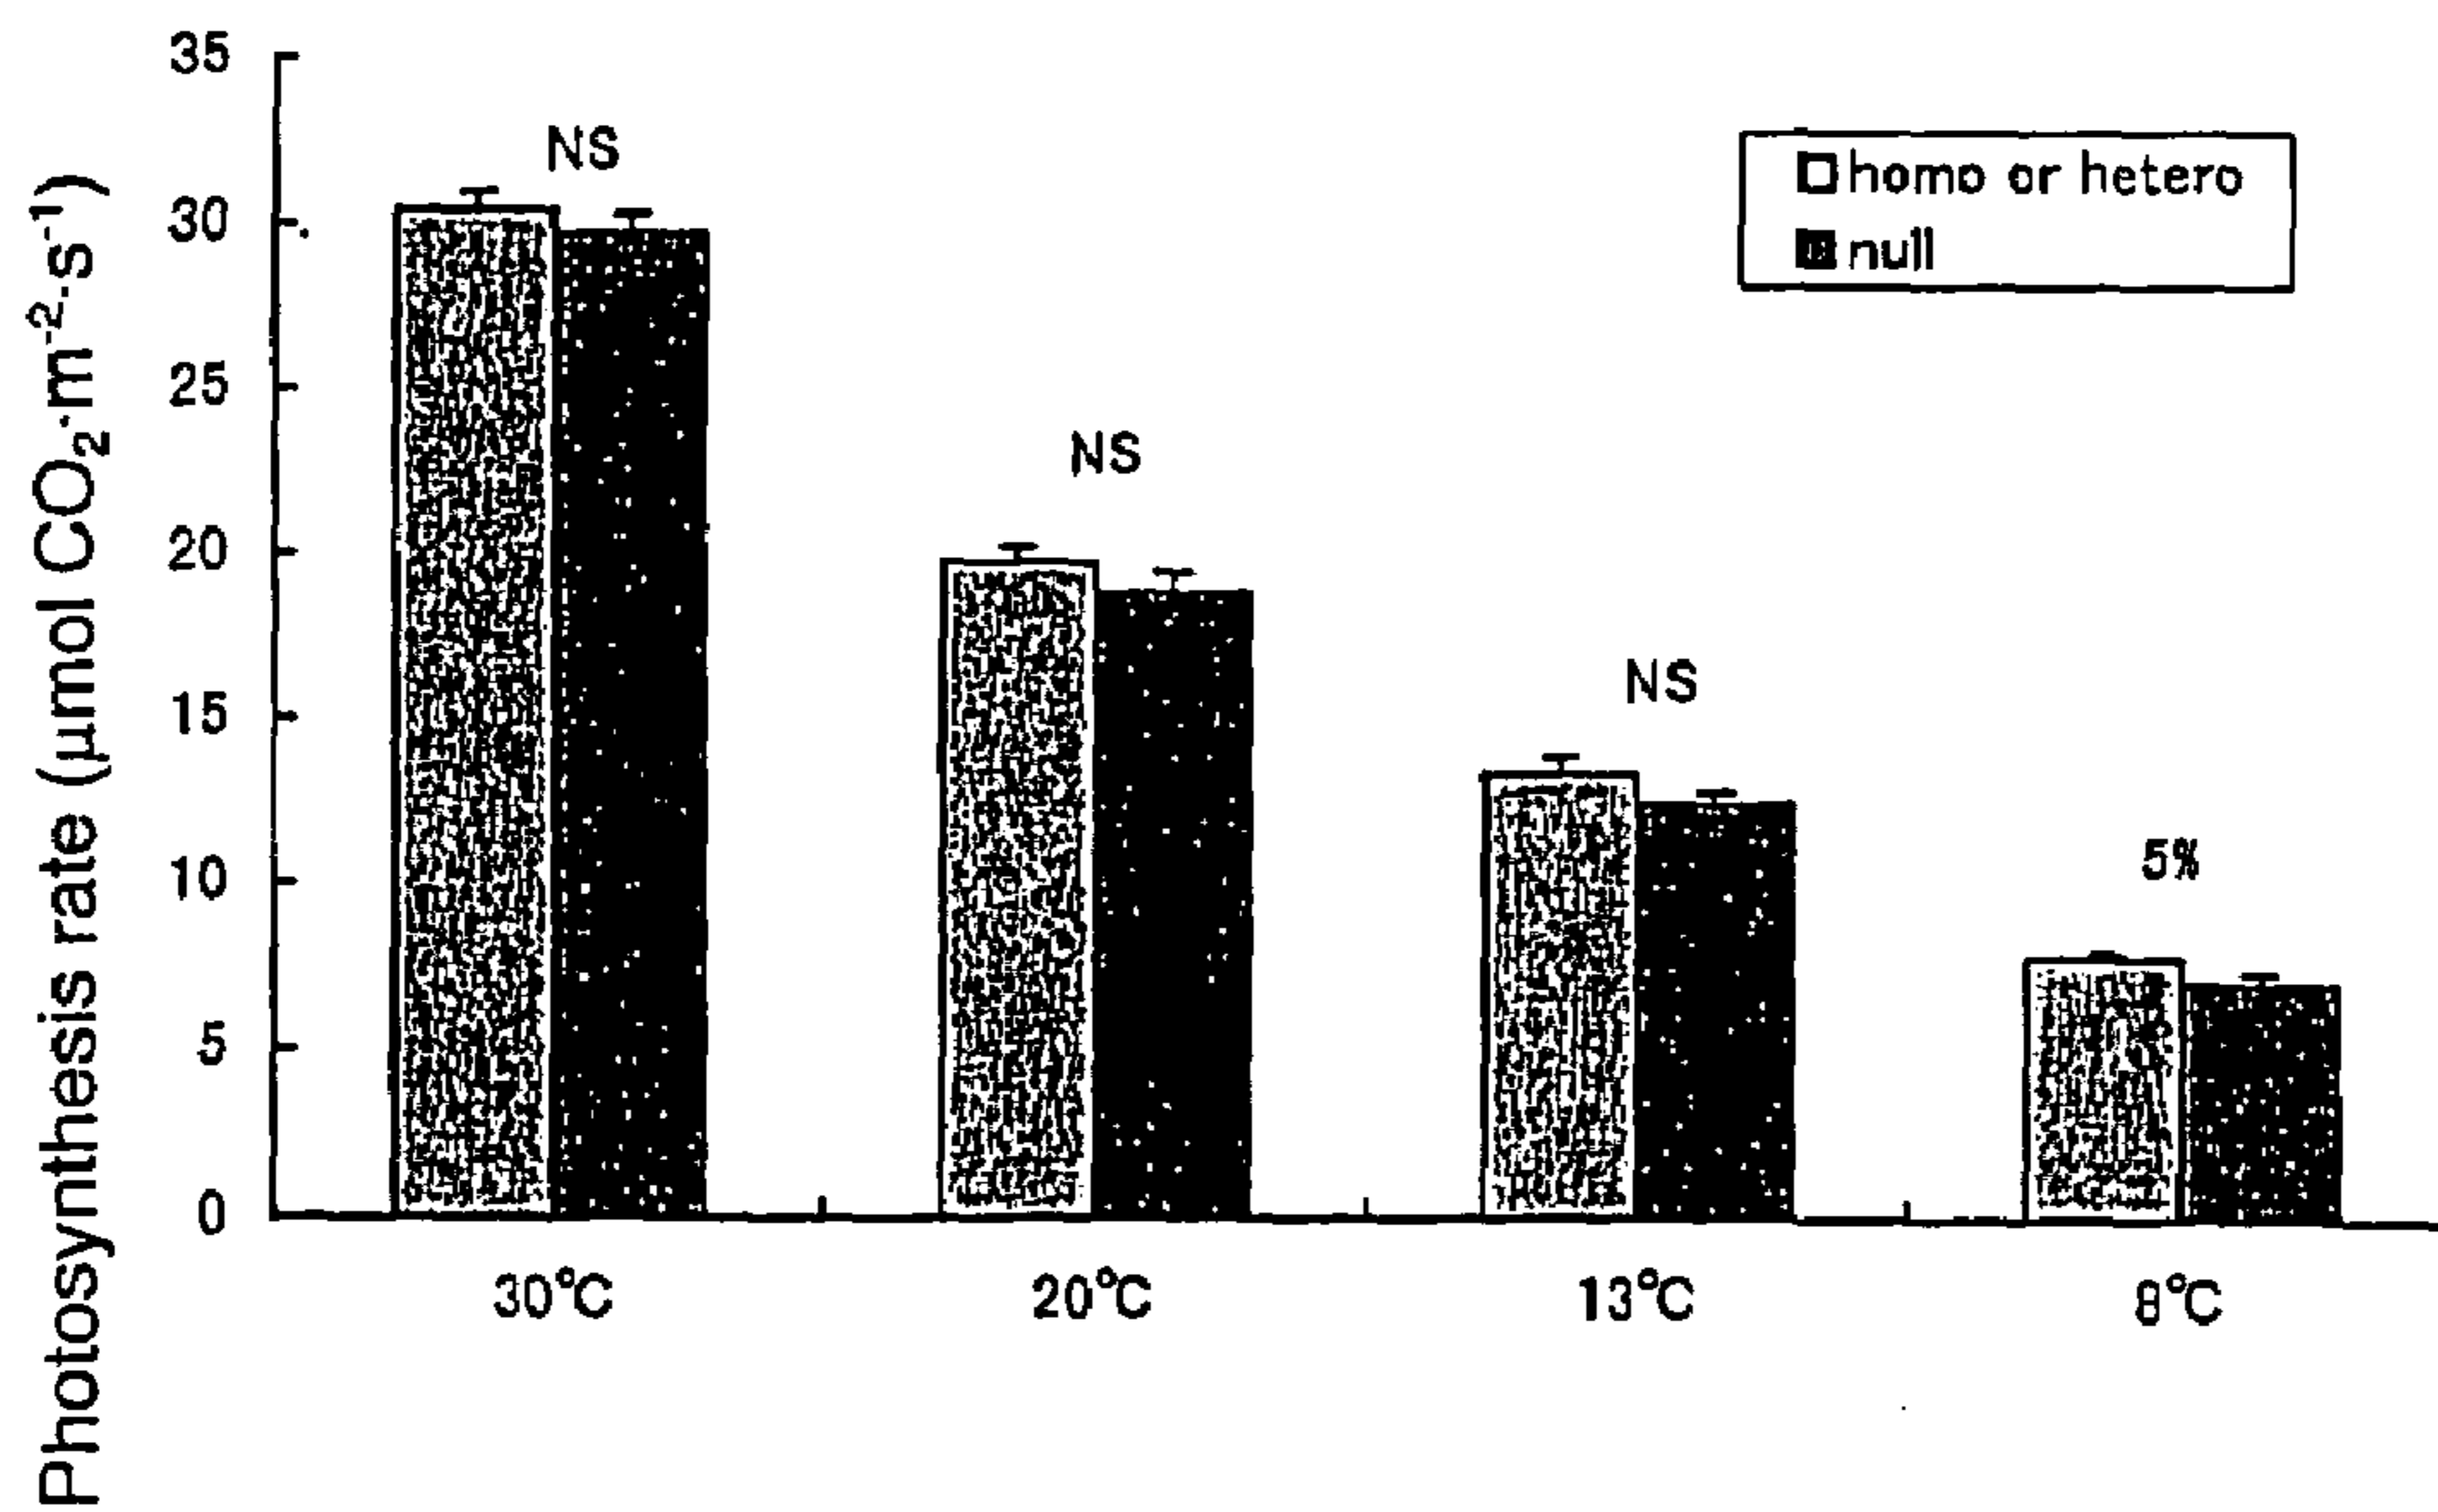 Photosynthesis rate (μmol CO₂·m⁻²·s⁻¹)
35
30
25
20
15
10
5
0
NS
NS
NS
5%
homo or hetero
null
30°C
20°C
13°C
8°C